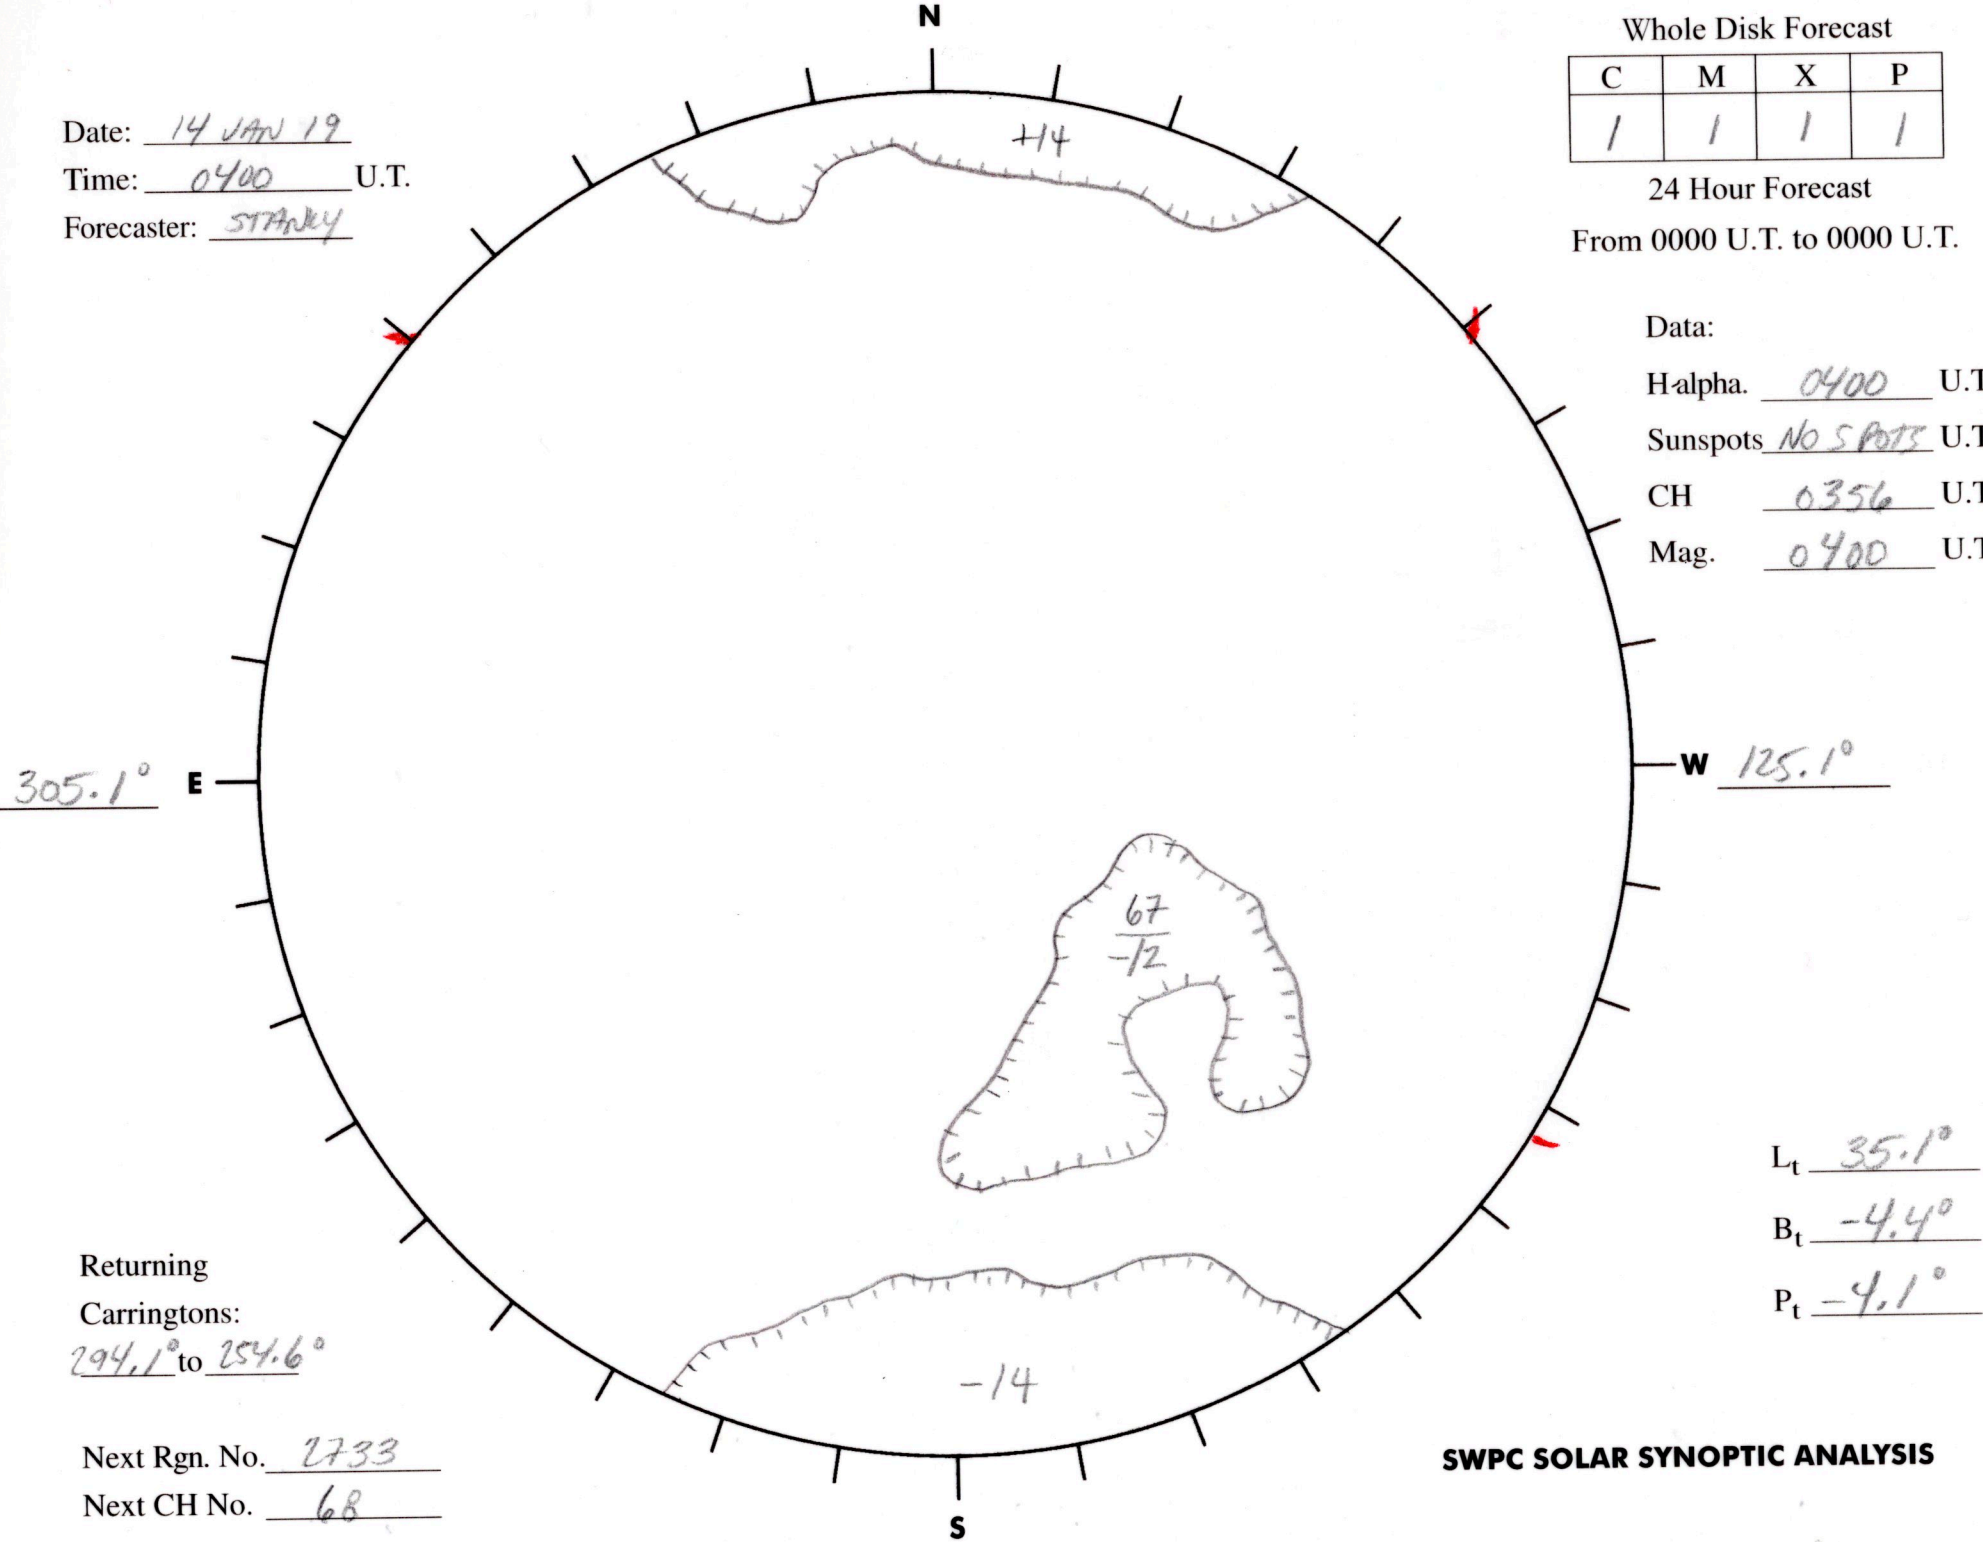 N
Date: 14 JAN 19
Time: 0400 U.T.
Forecaster: STANLY
Whole Disk Forecast
C M X P
1 1 1 1
24 Hour Forecast
From 0000 U.T. to 0000 U.T.
Data:
H-alpha. 0400 U.T
Sunspots NO SPOTS U.T
CH 0356 U.T
Mag. 0400 U.T
+14
305.1° E
W 125.1°
67
-12
-14
Lt 35.1°
Bt -4.4°
Pt -4.1°
Returning
Carringtons:
294.1° to 254.6°
Next Rgn. No. 2733
Next CH No. 68
SWPC SOLAR SYNOPTIC ANALYSIS
S